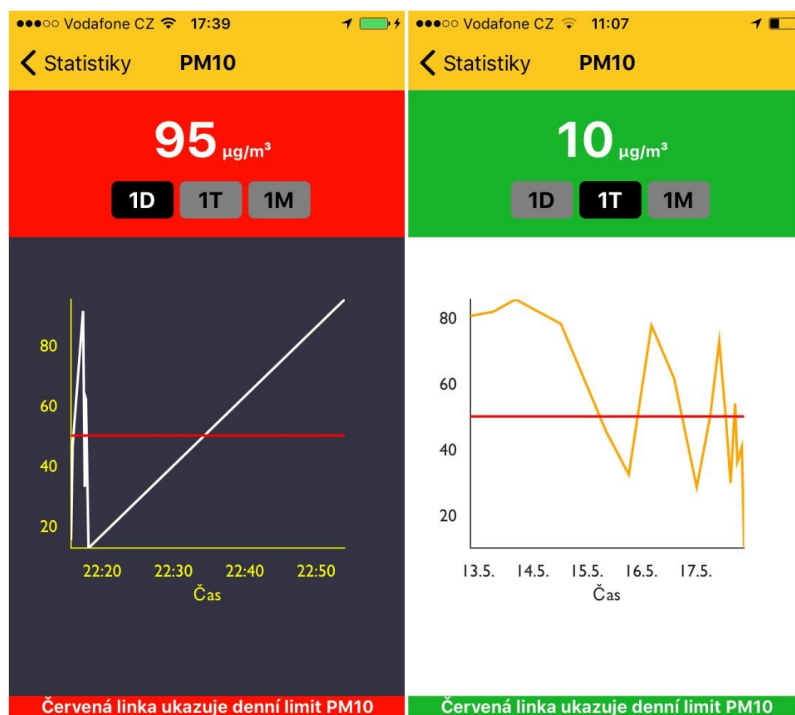 ●●●○○ Vodafone CZ 17:39
Statistiky PM10
95 µg/m³
1D 1T 1M
80
60
40
20
22:20 22:30 22:40 22:50
Čas
Červená linka ukazuje denní limit PM10
●●●○○ Vodafone CZ 11:07
Statistiky PM10
10 µg/m³
1D 1T 1M
80
60
40
20
13.5. 14.5. 15.5. 16.5. 17.5.
Čas
Červená linka ukazuje denní limit PM10